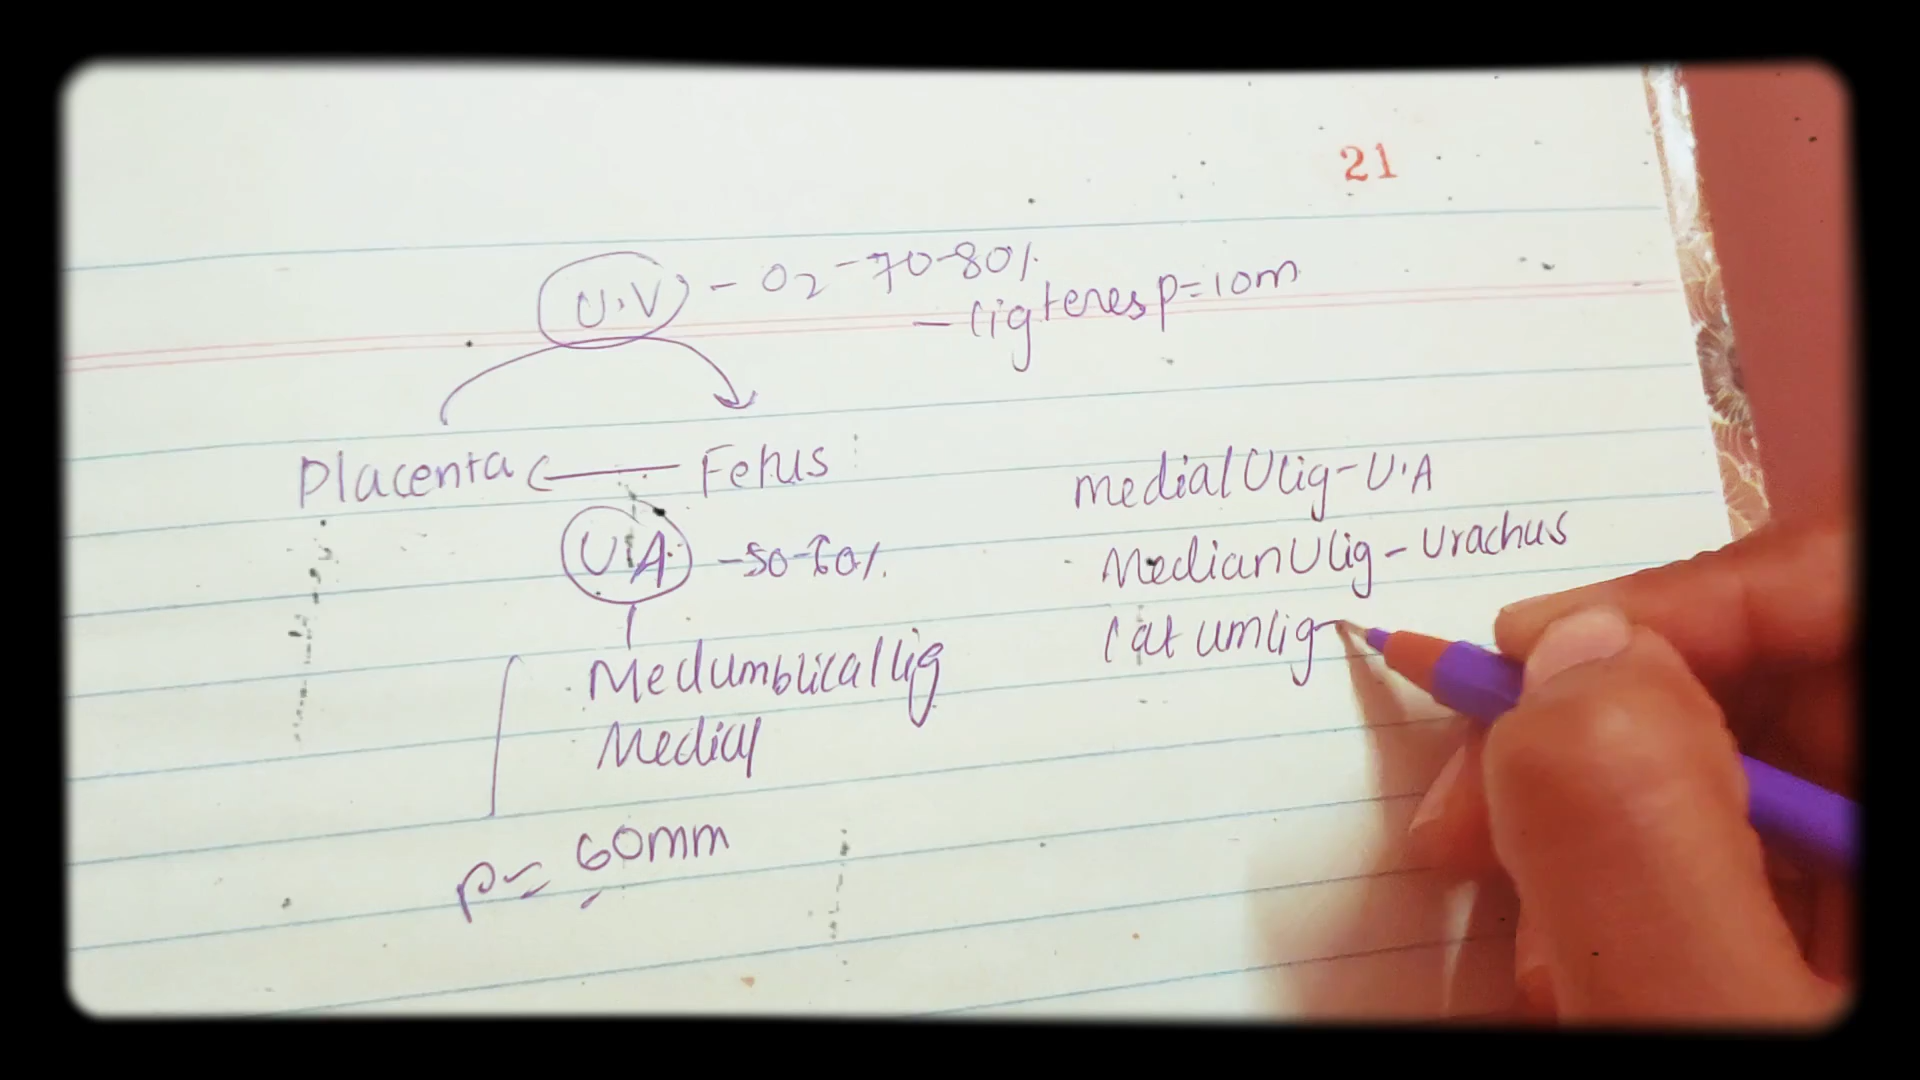 21
U.V - O2 - 70-80%
- lig teres p=10m
Placenta Fetus
U.A - 50-60%
Med umblical lig
Medial
p= 60mm
medial U lig - U.A
Median U lig - Urachus
lat um lig -